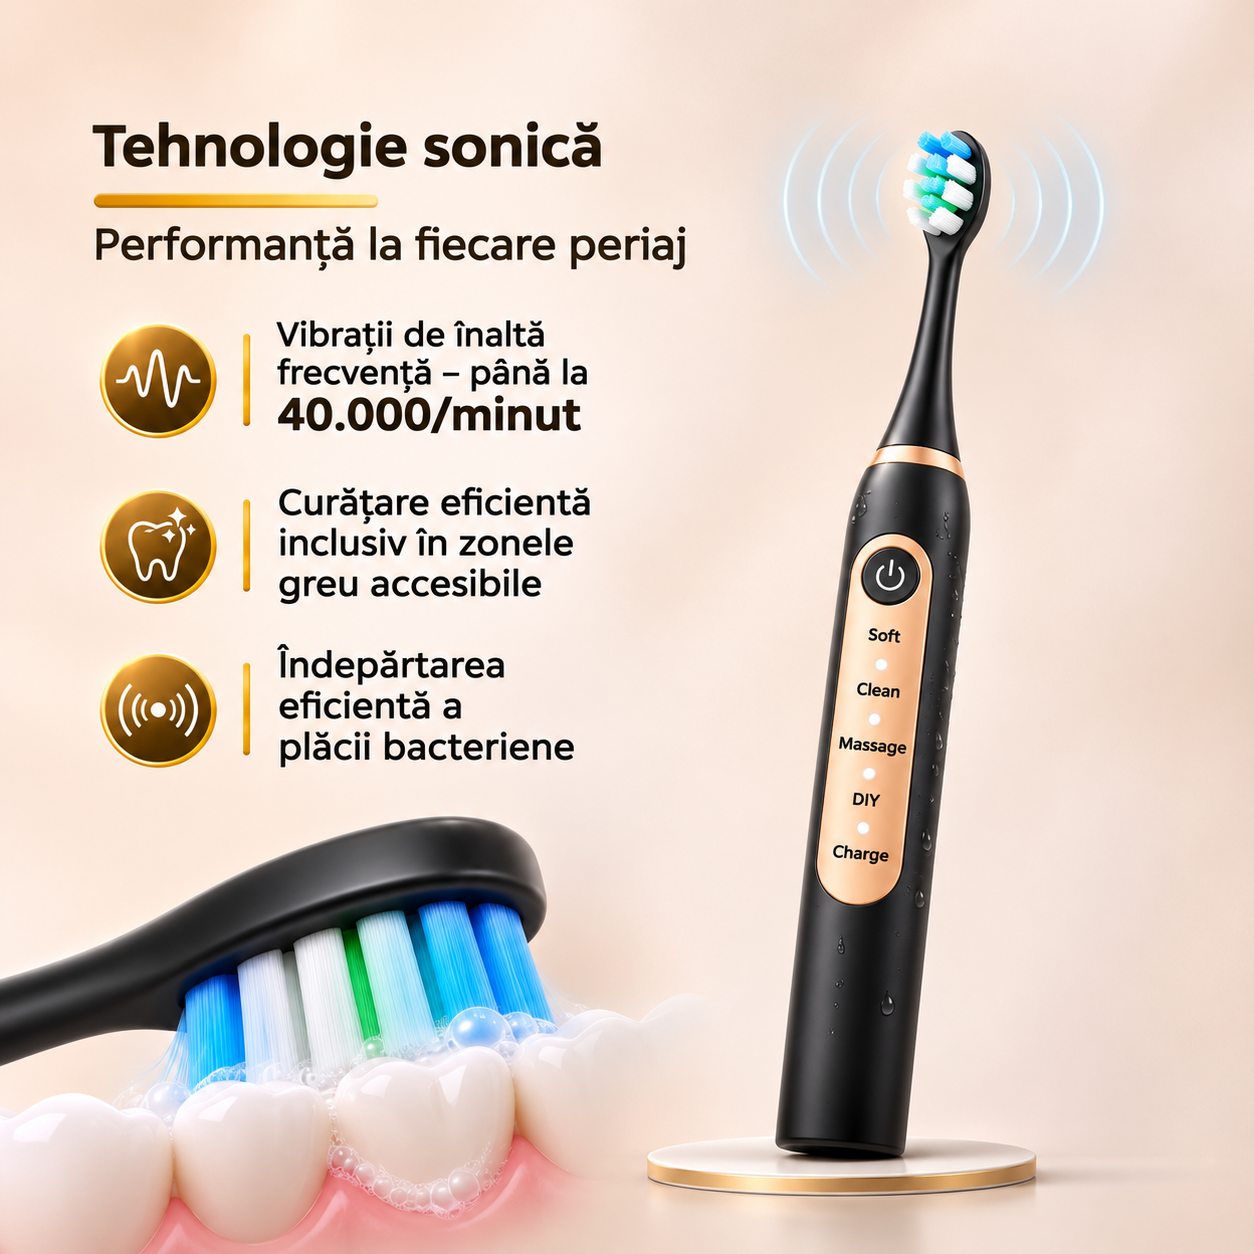 Tehnologie sonică
Performanță la fiecare periaj
Vibrații de înaltă
frecvență – până la
40.000/minut
Curățare eficientă
inclusiv în zonele
greu accesibile
Îndepărtarea
eficientă a
plăcii bacteriene
Soft
Clean
Massage
DIY
Charge